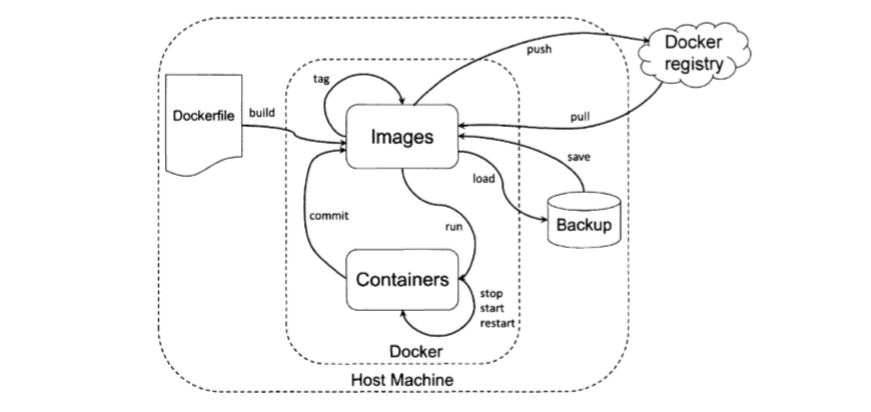 Docker
registry
push
tag
Dockerfile
build
Images
pull
save
load
commit
run
Backup
Containers
stop
start
restart
Docker
Host Machine